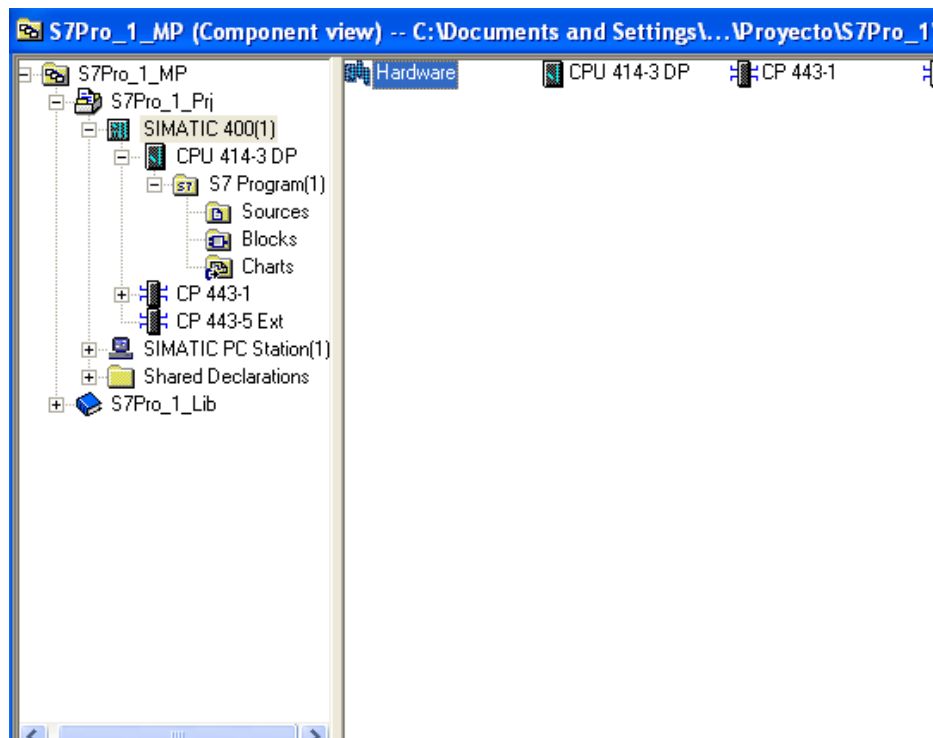 S7Pro_1_MP (Component view) -- C:\Documents and Settings\...\Proyecto\S7Pro_1\
S7Pro_1_MP
S7Pro_1_Prj
SIMATIC 400(1)
CPU 414-3 DP
S7 Program(1)
Sources
Blocks
Charts
CP 443-1
CP 443-5 Ext
SIMATIC PC Station(1)
Shared Declarations
S7Pro_1_Lib
Hardware CPU 414-3 DP CP 443-1